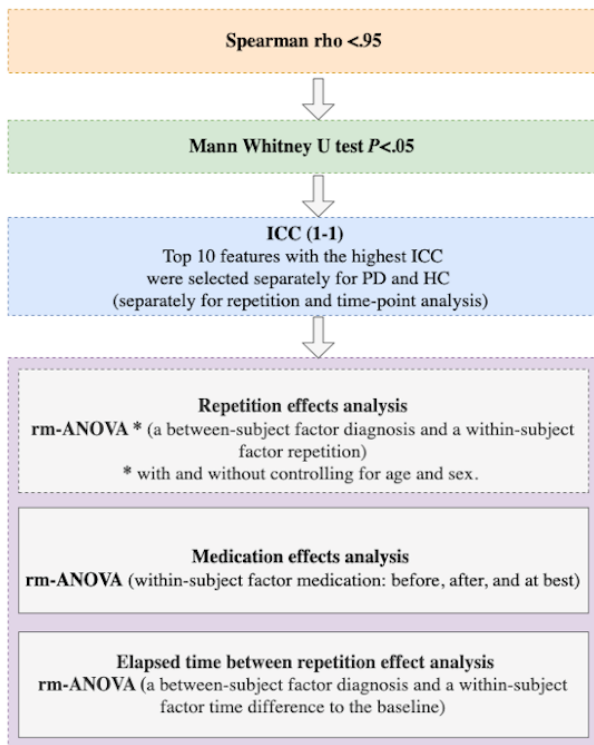 Spearman rho <.95
Mann Whitney U test P<.05
ICC (1-1)
Top 10 features with the highest ICC
were selected separately for PD and HC
(separately for repetition and time-point analysis)
Repetition effects analysis
rm-ANOVA * (a between-subject factor diagnosis and a within-subject
factor repetition)
* with and without controlling for age and sex.
Medication effects analysis
rm-ANOVA (within-subject factor medication: before, after, and at best)
Elapsed time between repetition effect analysis
rm-ANOVA (a between-subject factor diagnosis and a within-subject
factor time difference to the baseline)